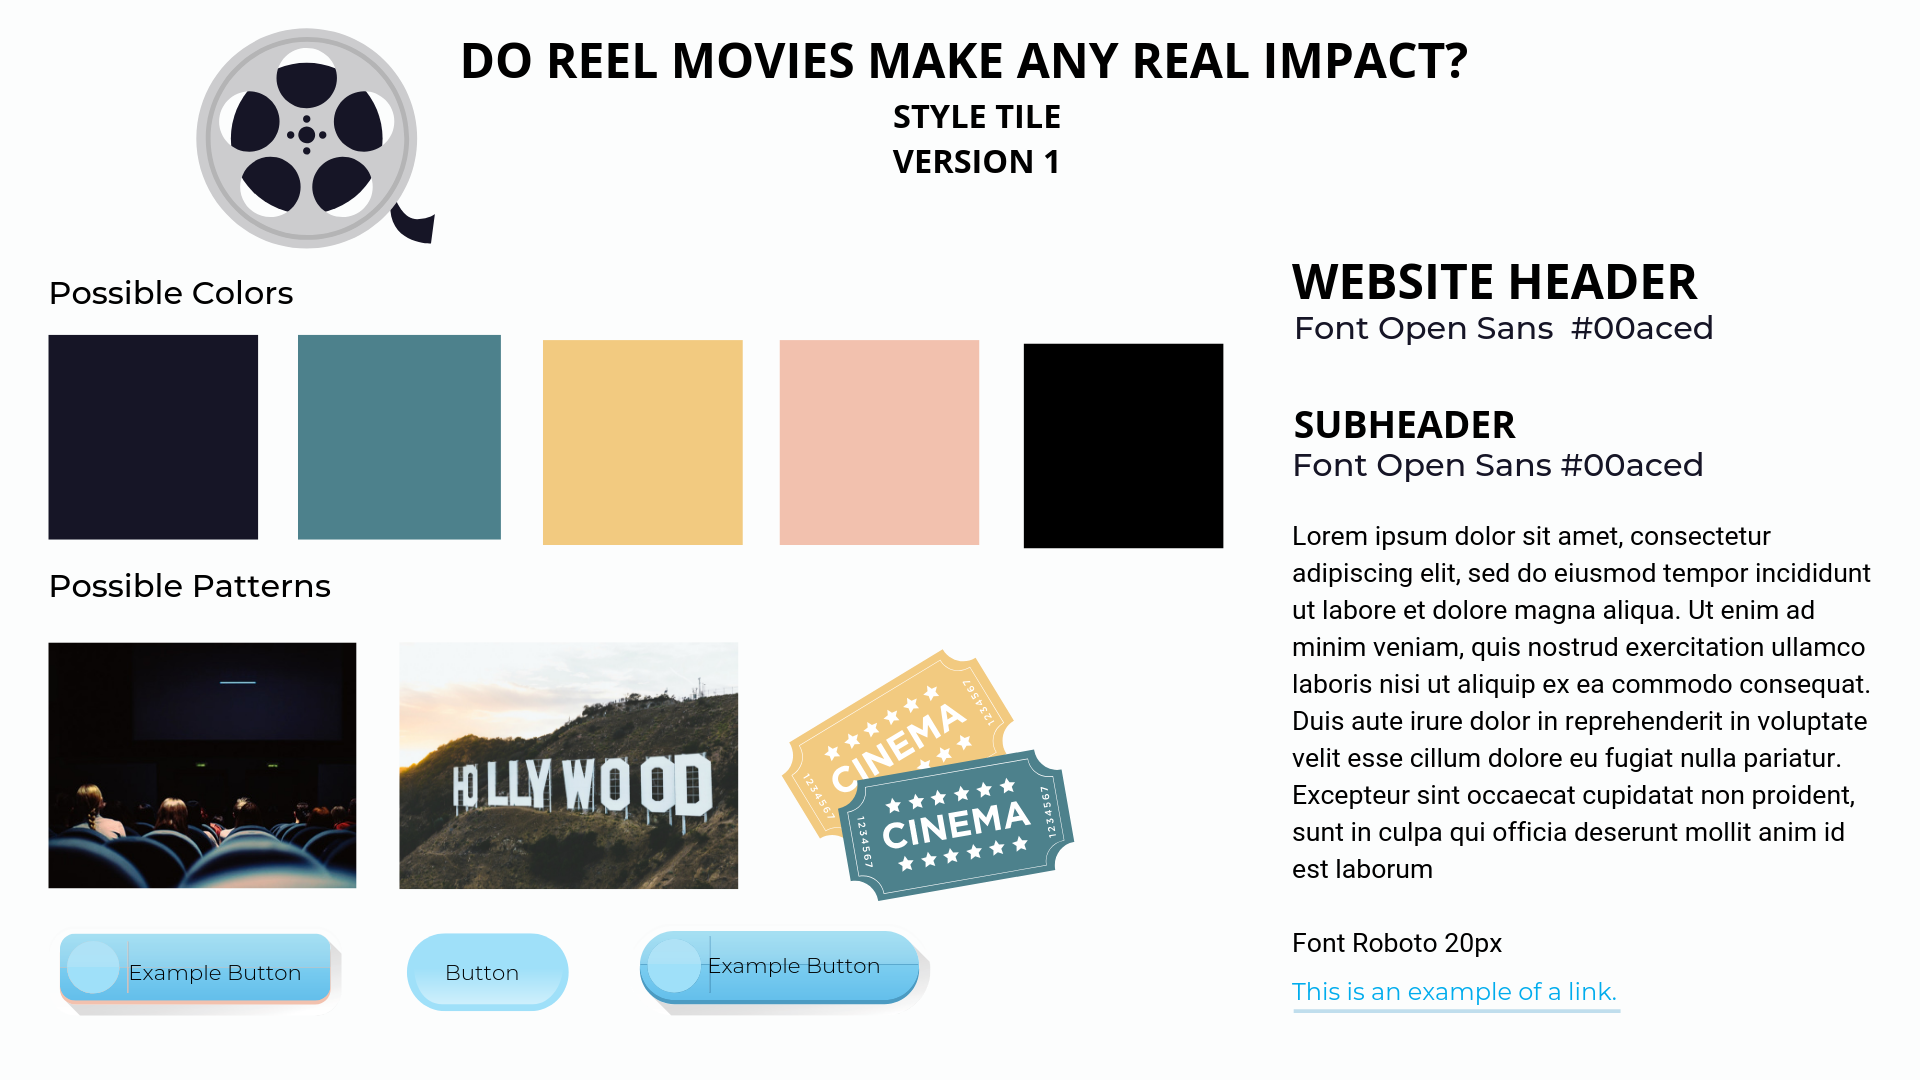 DO REEL MOVIES MAKE ANY REAL IMPACT?
STYLE TILE
VERSION 1
Possible Colors
Possible Patterns
HOLLYWOOD
CINEMA
1234567
1234567
CINEMA
1234567
1234567
Example Button
Button
Example Button
WEBSITE HEADER
Font Open Sans  #00aced
SUBHEADER
Font Open Sans #00aced
Lorem ipsum dolor sit amet, consectetur
adipiscing elit, sed do eiusmod tempor incididunt
ut labore et dolore magna aliqua. Ut enim ad
minim veniam, quis nostrud exercitation ullamco
laboris nisi ut aliquip ex ea commodo consequat.
Duis aute irure dolor in reprehenderit in voluptate
velit esse cillum dolore eu fugiat nulla pariatur.
Excepteur sint occaecat cupidatat non proident,
sunt in culpa qui officia deserunt mollit anim id
est laborum
Font Roboto 20px
This is an example of a link.